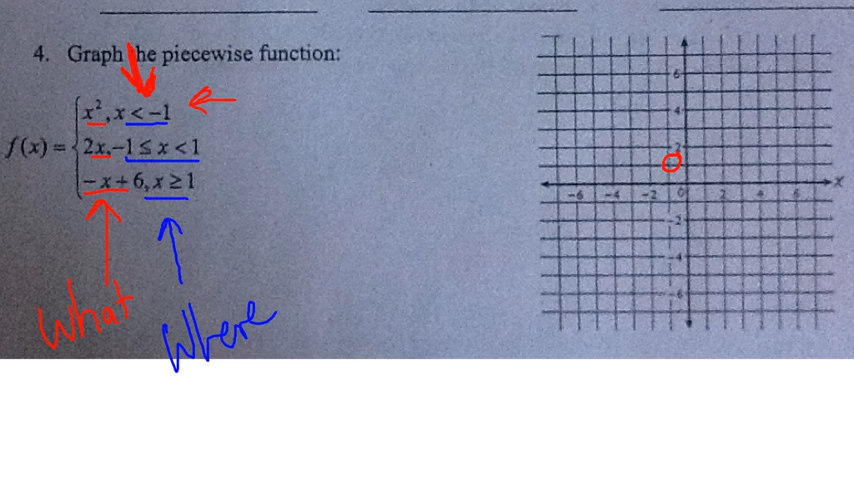 4. Graph the piecewise function:
x², x < -1
f(x) = 2x, -1 ≤ x < 1
-x + 6, x ≥ 1
What
Where
6
4
2
-6 -4 -2 0 2 4 6 x
-2
-4
-6